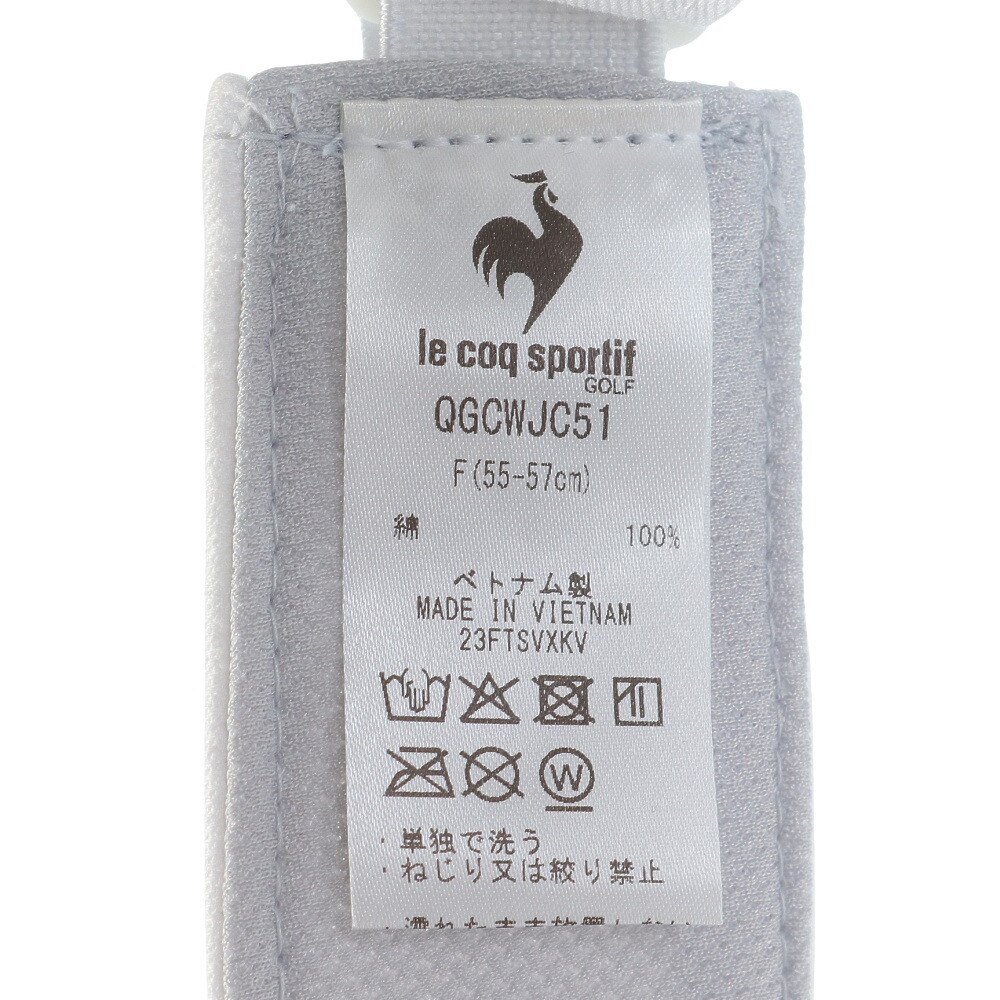 le coq sportif
GOLF
QGCWJC51
F(55-57cm)
綿 100%
ベトナム製
MADE IN VIETNAM
23FTSVXKV
W
・単独で洗う
・ねじり又は絞り禁止